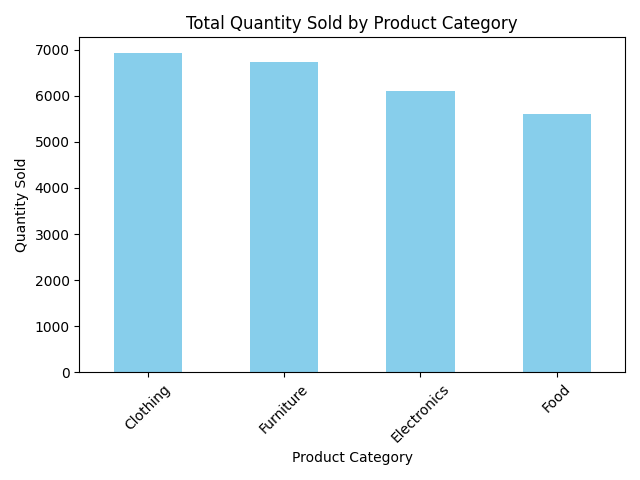 Total Quantity Sold by Product Category
7000
6000
5000
4000
3000
2000
1000
0
Quantity Sold
Clothing
Furniture
Electronics
Food
Product Category